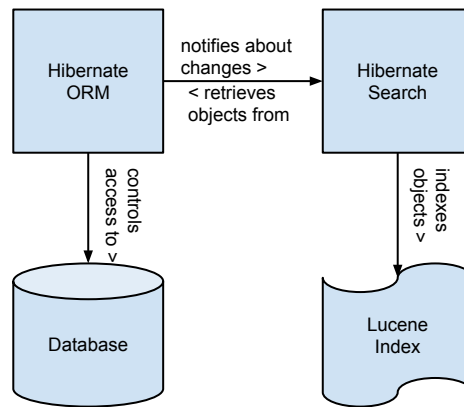 Hibernate
ORM
notifies about
changes >
< retrieves
objects from
Hibernate
Search
controls
access to >
indexes
objects >
Database
Lucene
Index